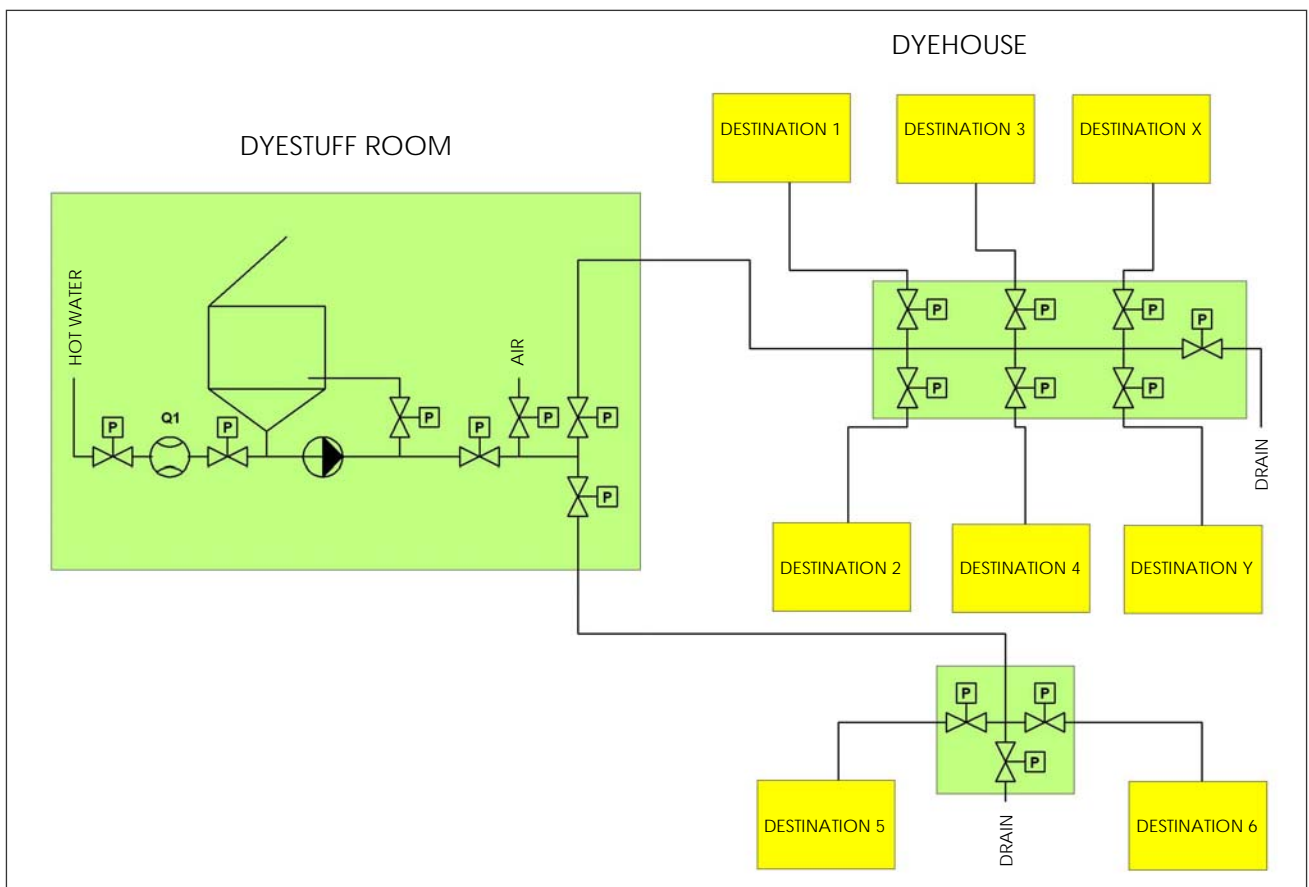 DYEHOUSE
DYESTUFF ROOM
DESTINATION 1
DESTINATION 3
DESTINATION X
HOT WATER
Q1
P
P
AIR
P
P
P
P
P
P
P
P
P
P
P
P
P
DRAIN
DESTINATION 2
DESTINATION 4
DESTINATION Y
P
P
P
DESTINATION 5
DESTINATION 6
DRAIN